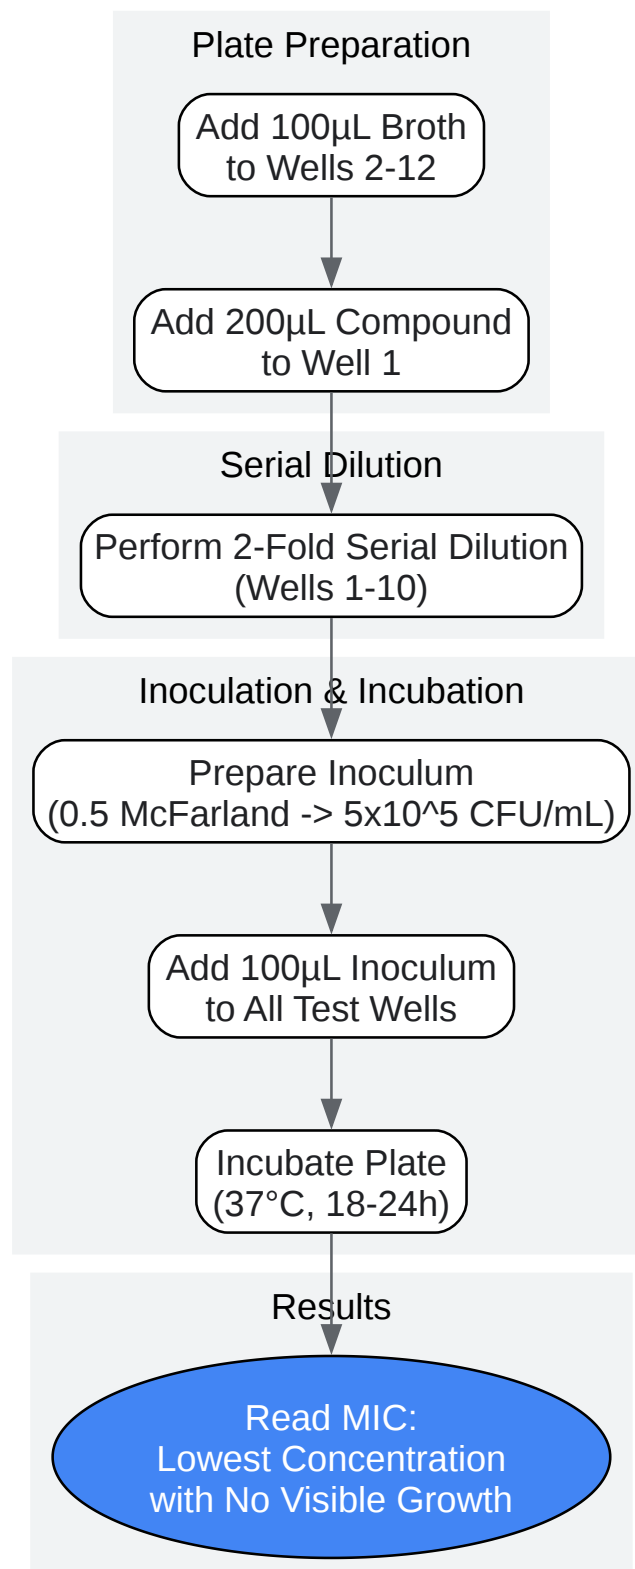 Plate Preparation
Add 100µL Broth
to Wells 2-12
Add 200µL Compound
to Well 1
Serial Dilution
Perform 2-Fold Serial Dilution
(Wells 1-10)
Inoculation & Incubation
Prepare Inoculum
(0.5 McFarland -> 5x10^5 CFU/mL)
Add 100µL Inoculum
to All Test Wells
Incubate Plate
(37°C, 18-24h)
Results
Read MIC:
Lowest Concentration
with No Visible Growth